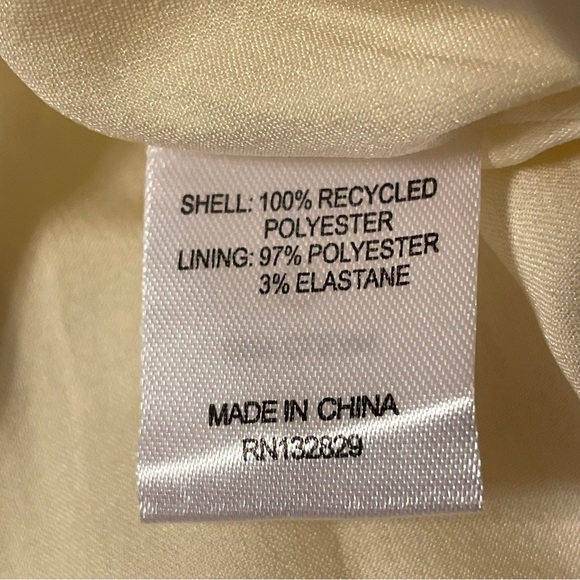 SHELL: 100% RECYCLED
POLYESTER
LINING: 97% POLYESTER
3% ELASTANE
MADE IN CHINA
RN132829